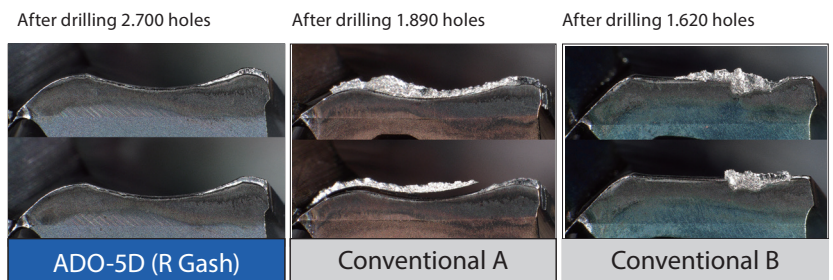 After drilling 2.700 holes
After drilling 1.890 holes
After drilling 1.620 holes
ADO-5D (R Gash)
Conventional A
Conventional B